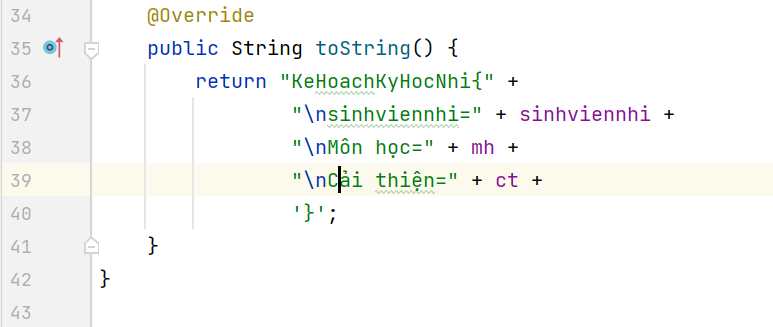 34 @Override
35 public String toString() {
36 return "KeHoachKyHocNhi{" +
37 "\nsinhviennhi=" + sinhviennhi +
38 "\nMôn học=" + mh +
39 "\nCải thiện=" + ct +
40 '}';
41 }
42 }
43